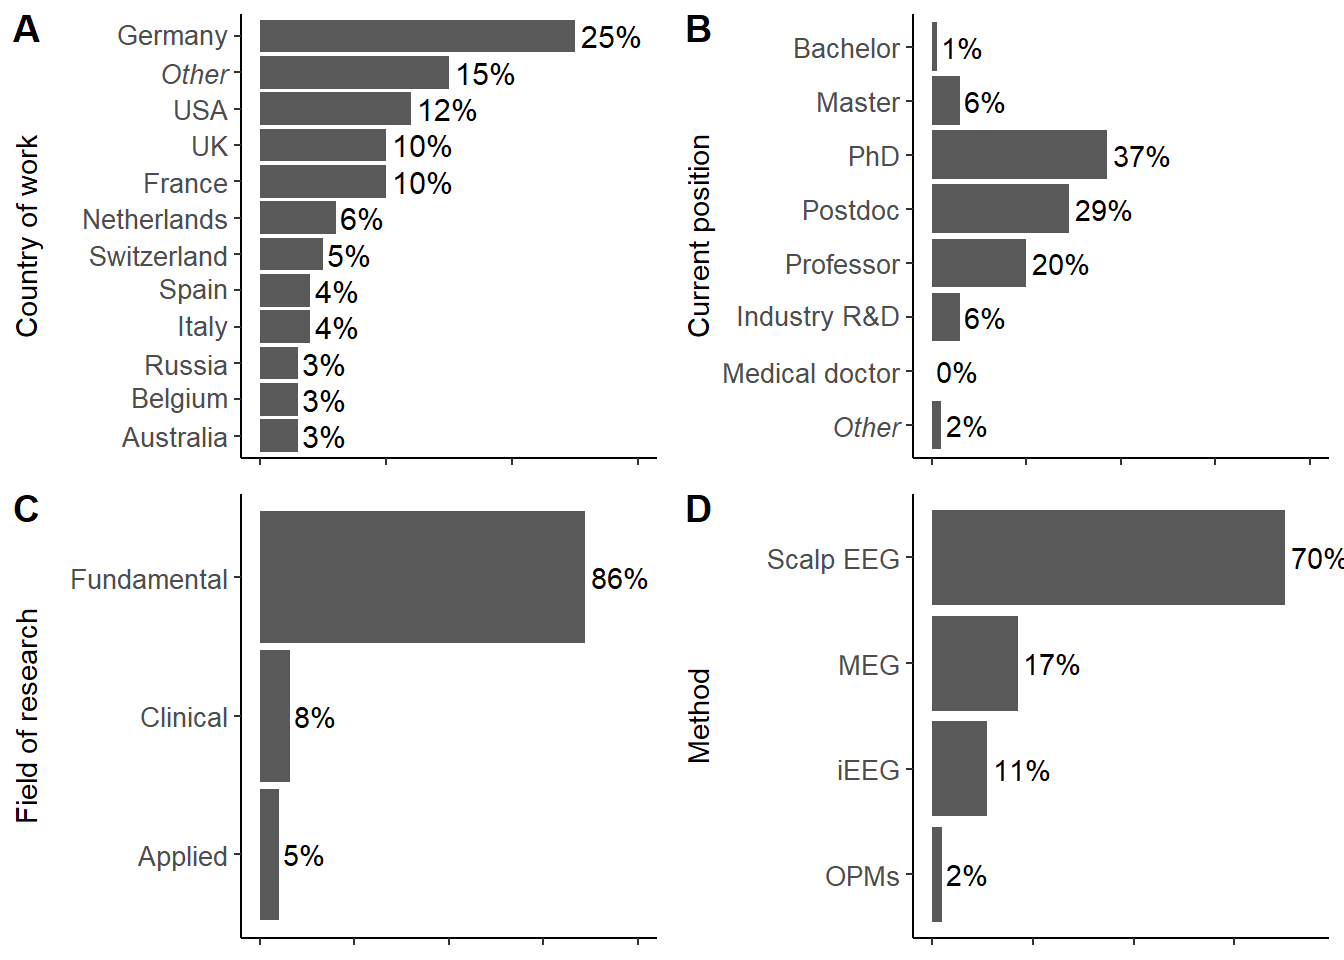 A
Country of work
Germany 25%
Other 15%
USA 12%
UK 10%
France 10%
Netherlands 6%
Switzerland 5%
Spain 4%
Italy 4%
Russia 3%
Belgium 3%
Australia 3%
B
Current position
Bachelor 1%
Master 6%
PhD 37%
Postdoc 29%
Professor 20%
Industry R&D 6%
Medical doctor 0%
Other 2%
C
Field of research
Fundamental 86%
Clinical 8%
Applied 5%
D
Method
Scalp EEG 70%
MEG 17%
iEEG 11%
OPMs 2%